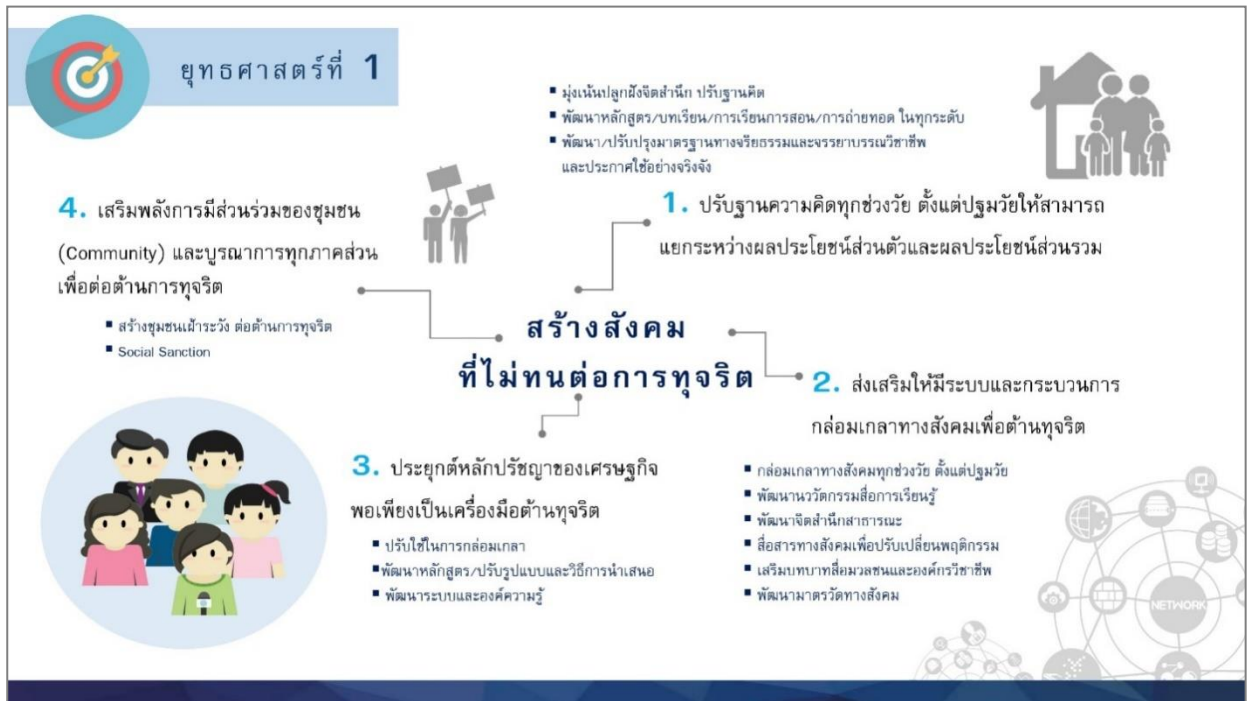 ยุทธศาสตร์ที่ 1
▪ มุ่งเน้นปลูกฝังจิตสำนึก ปรับฐานคิด
▪ พัฒนาหลักสูตร/บทเรียน/การเรียนการสอน/การถ่ายทอด ในทุกระดับ
▪ พัฒนา/ปรับปรุงมาตรฐานทางจริยธรรมและจรรยาบรรณวิชาชีพ
และประกาศใช้อย่างจริงจัง
1. ปรับฐานความคิดทุกช่วงวัย ตั้งแต่ปฐมวัยให้สามารถ
แยกระหว่างผลประโยชน์ส่วนตัวและผลประโยชน์ส่วนรวม
4. เสริมพลังการมีส่วนร่วมของชุมชน
(Community) และบูรณาการทุกภาคส่วน
เพื่อต่อต้านการทุจริต
▪ สร้างชุมชนเฝ้าระวัง ต่อต้านการทุจริต
▪ Social Sanction
สร้างสังคม
ที่ไม่ทนต่อการทุจริต
2. ส่งเสริมให้มีระบบและกระบวนการ
กล่อมเกลาทางสังคมเพื่อต้านทุจริต
▪ กล่อมเกลาทางสังคมทุกช่วงวัย ตั้งแต่ปฐมวัย
▪ พัฒนานวัตกรรมสื่อการเรียนรู้
▪ พัฒนาจิตสำนึกสาธารณะ
▪ สื่อสารทางสังคมเพื่อปรับเปลี่ยนพฤติกรรม
▪ เสริมบทบาทสื่อมวลชนและองค์กรวิชาชีพ
▪ พัฒนามาตรวัดทางสังคม
3. ประยุกต์หลักปรัชญาของเศรษฐกิจ
พอเพียงเป็นเครื่องมือต้านทุจริต
▪ ปรับใช้ในการกล่อมเกลา
▪พัฒนาหลักสูตร/ปรับรูปแบบและวิธีการนำเสนอ
▪ พัฒนาระบบและองค์ความรู้
NETWORK